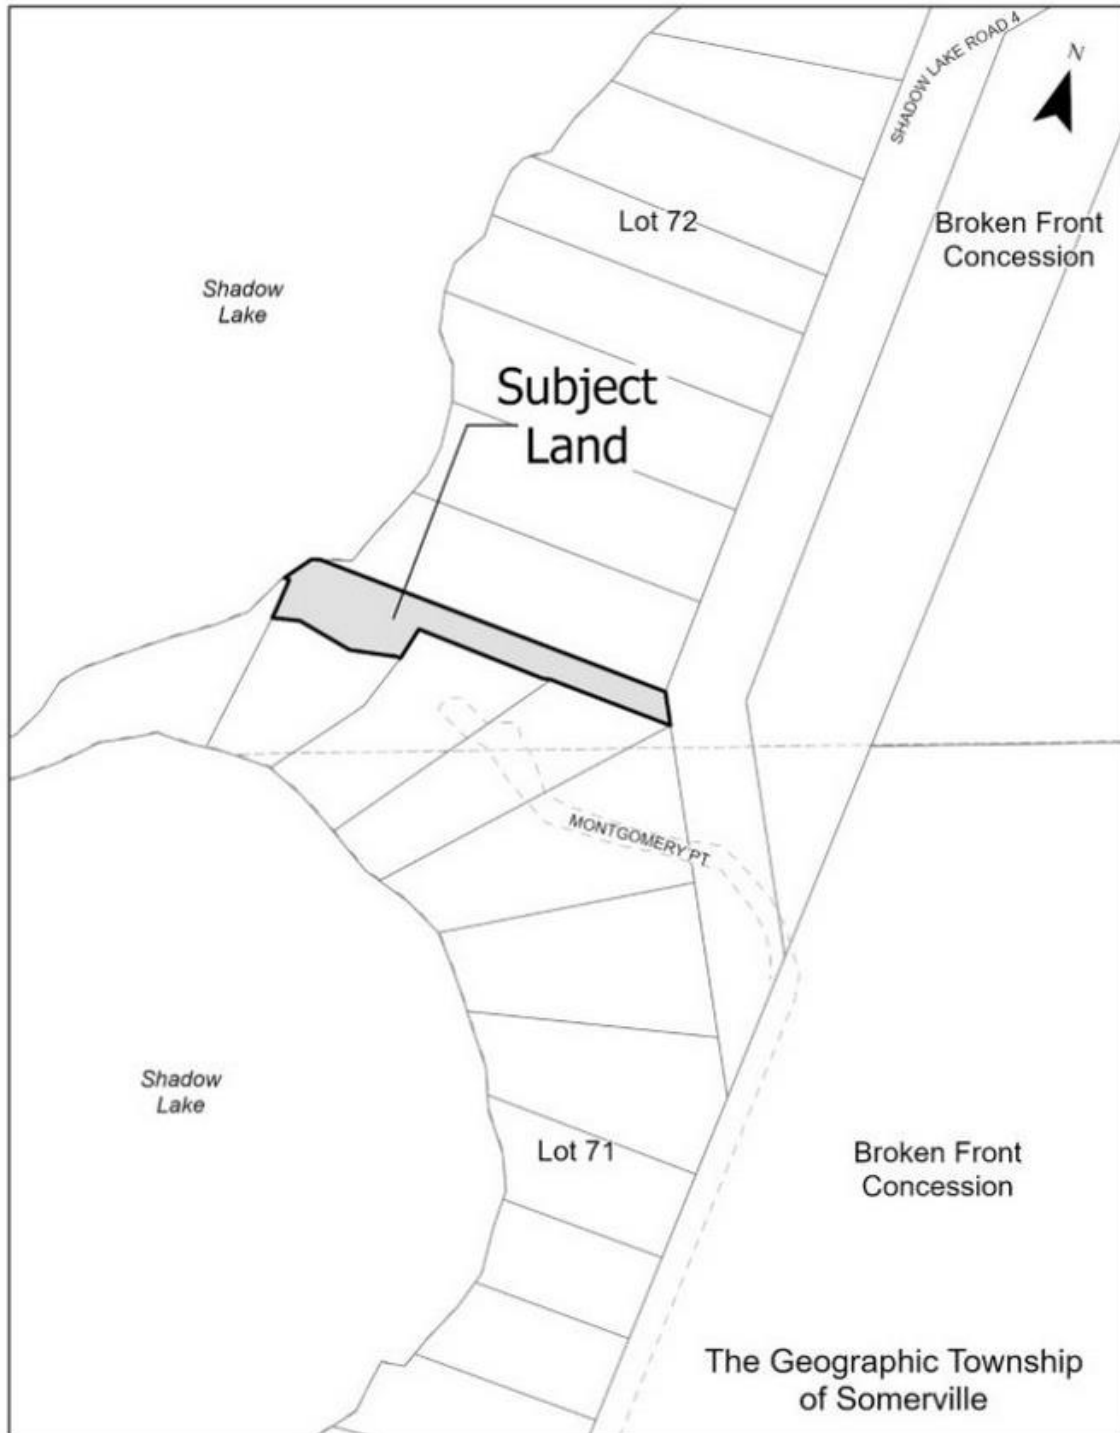 SHADOW LAKE ROAD 4
N
Lot 72
Broken Front
Concession
Shadow
Lake
Subject
Land
MONTGOMERY PT
Shadow
Lake
Lot 71
Broken Front
Concession
The Geographic Township
of Somerville